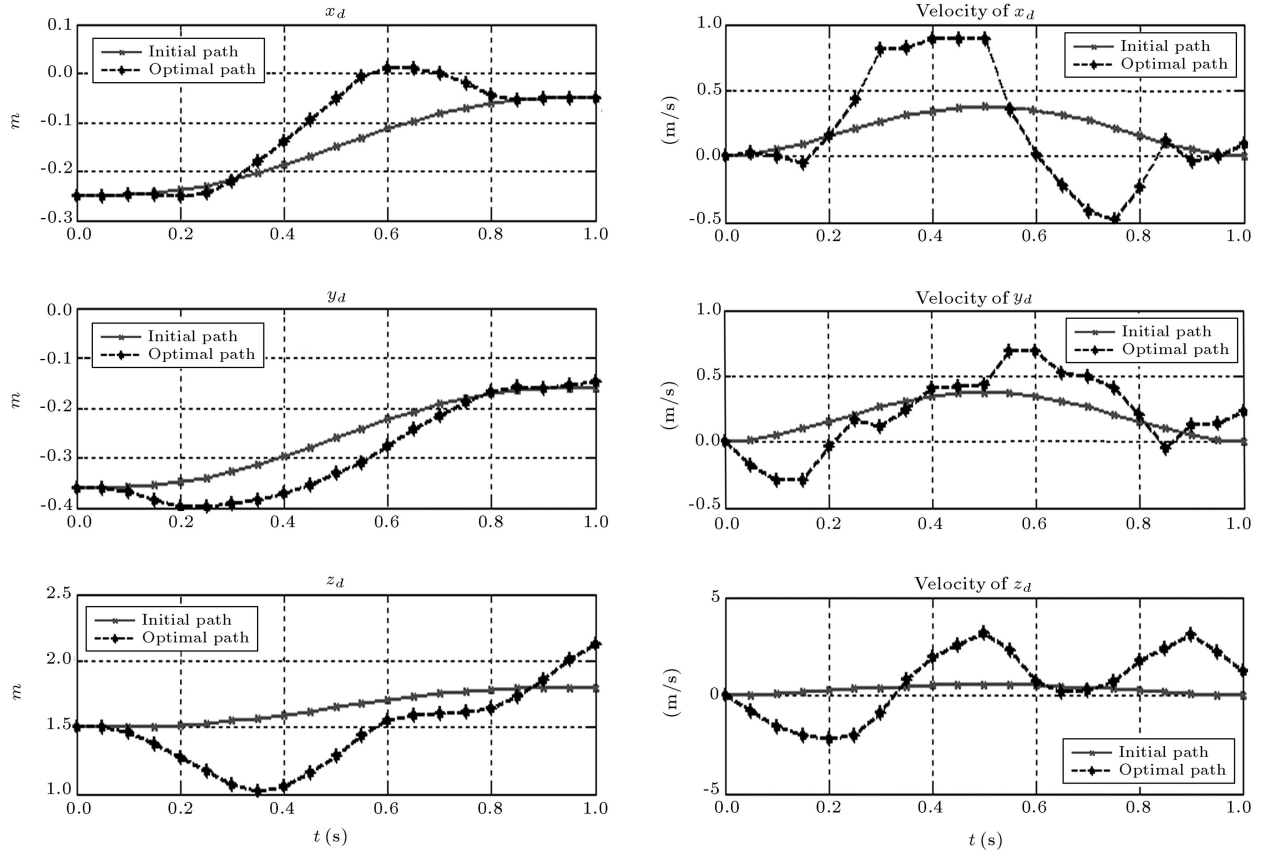 x_d
0.1
0.0
-0.1
-0.2
-0.3
m
Initial path
Optimal path
0.0 0.2 0.4 0.6 0.8 1.0
Velocity of x_d
1.0
0.5
0.0
-0.5
(m/s)
Initial path
Optimal path
0.0 0.2 0.4 0.6 0.8 1.0
y_d
0.0
-0.1
-0.2
-0.3
-0.4
m
Initial path
Optimal path
0.0 0.2 0.4 0.6 0.8 1.0
Velocity of y_d
1.0
0.5
0.0
-0.5
(m/s)
Initial path
Optimal path
0.0 0.2 0.4 0.6 0.8 1.0
z_d
2.5
2.0
1.5
1.0
m
Initial path
Optimal path
0.0 0.2 0.4 0.6 0.8 1.0
t (s)
Velocity of z_d
5
0
-5
(m/s)
Initial path
Optimal path
0.0 0.2 0.4 0.6 0.8 1.0
t (s)